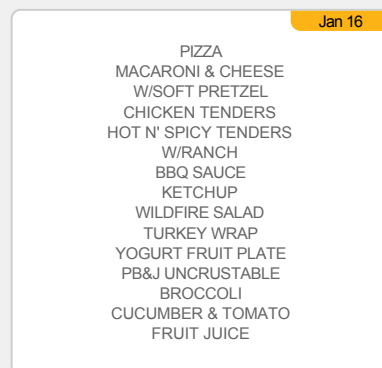 Jan 16
PIZZA
MACARONI & CHEESE
W/SOFT PRETZEL
CHICKEN TENDERS
HOT N' SPICY TENDERS
W/RANCH
BBQ SAUCE
KETCHUP
WILDFIRE SALAD
TURKEY WRAP
YOGURT FRUIT PLATE
PB&J UNCRUSTABLE
BROCCOLI
CUCUMBER & TOMATO
FRUIT JUICE